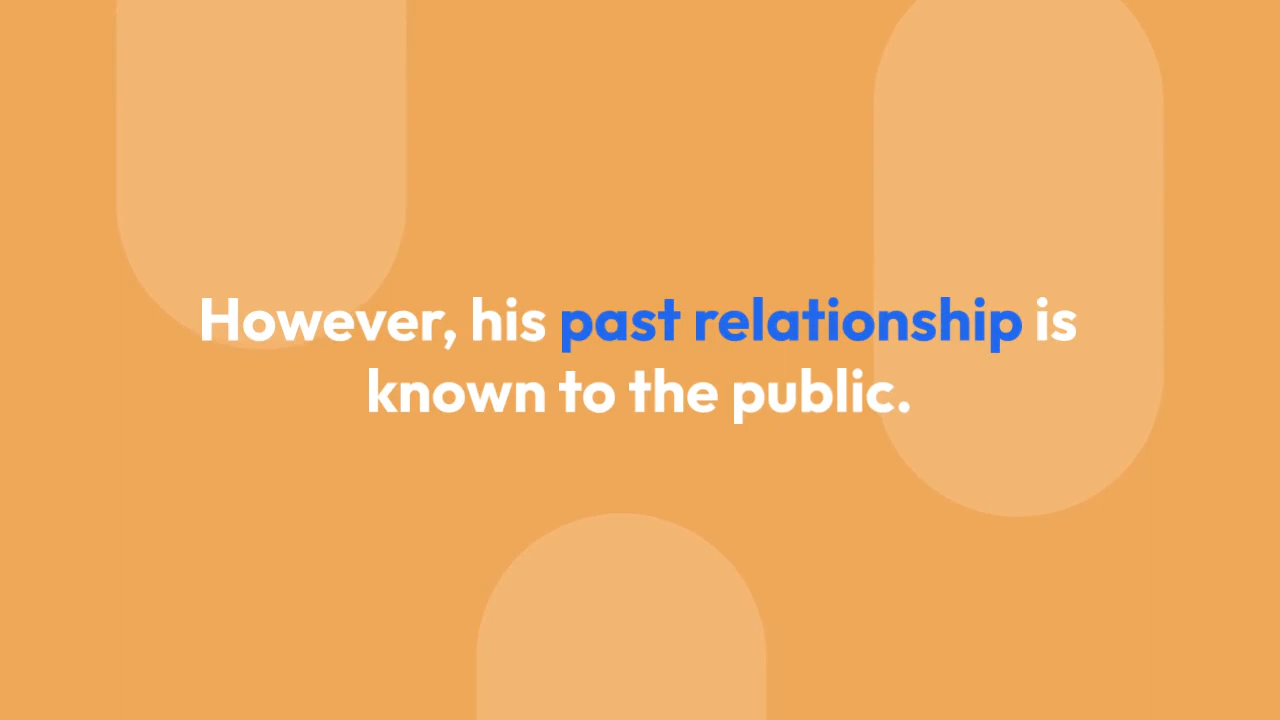 However, his past relationship is
known to the public.